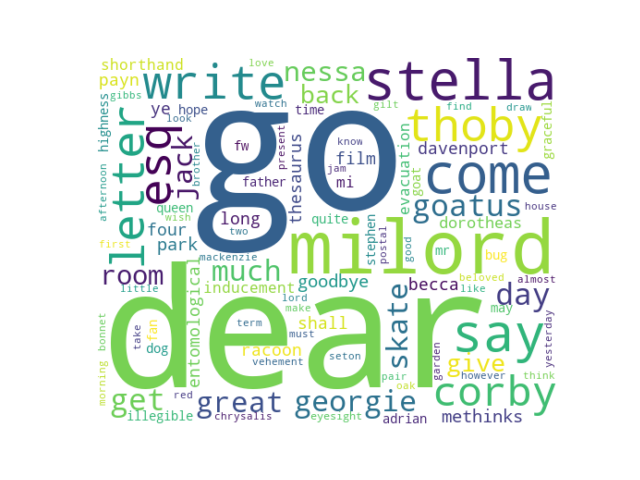 shorthand
payn
gibbs
highness
letter
afternoon
first
esq
ye
look
write
hope
jack
brother
love
nessa
back
watch
time
gilt
stella
find
draw
graceful
thoby
davenport
go
fw
know
film
jam
mi
father
present
long
two
thesaurus
quite
evacuation
goat
come
goatus
house
queen
wish
four
park
mackenzie
stephen
postal
good
milord
dorotheas
mr
bug
room
much
inducement
goodbye
becca
beloved
like
almost
day
yesterday
little
entomological
lord
make
shall
skate
may
dear
say
bonnet
morning
take
fan
dog
term
must
racoon
vehement
seton
garden
give
however
think
pair
oak
corby
get
red
great
georgie
illegible
chrysalis
eyesight
adrian
methinks